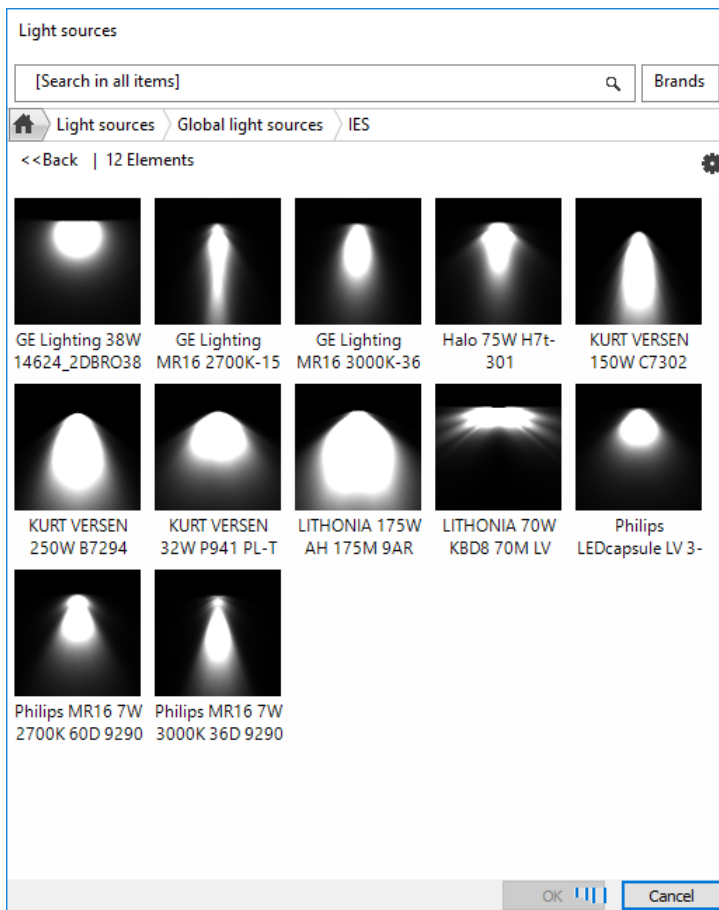 Light sources
[Search in all items]
Brands
Light sources
Global light sources
IES
<<Back | 12 Elements
GE Lighting 38W
14624_2DBRO38
GE Lighting
MR16 2700K-15
GE Lighting
MR16 3000K-36
Halo 75W H7t-
301
KURT VERSEN
150W C7302
KURT VERSEN
250W B7294
KURT VERSEN
32W P941 PL-T
LITHONIA 175W
AH 175M 9AR
LITHONIA 70W
KBD8 70M LV
Philips
LEDcapsule LV 3-
Philips MR16 7W
2700K 60D 9290
Philips MR16 7W
3000K 36D 9290
OK
Cancel